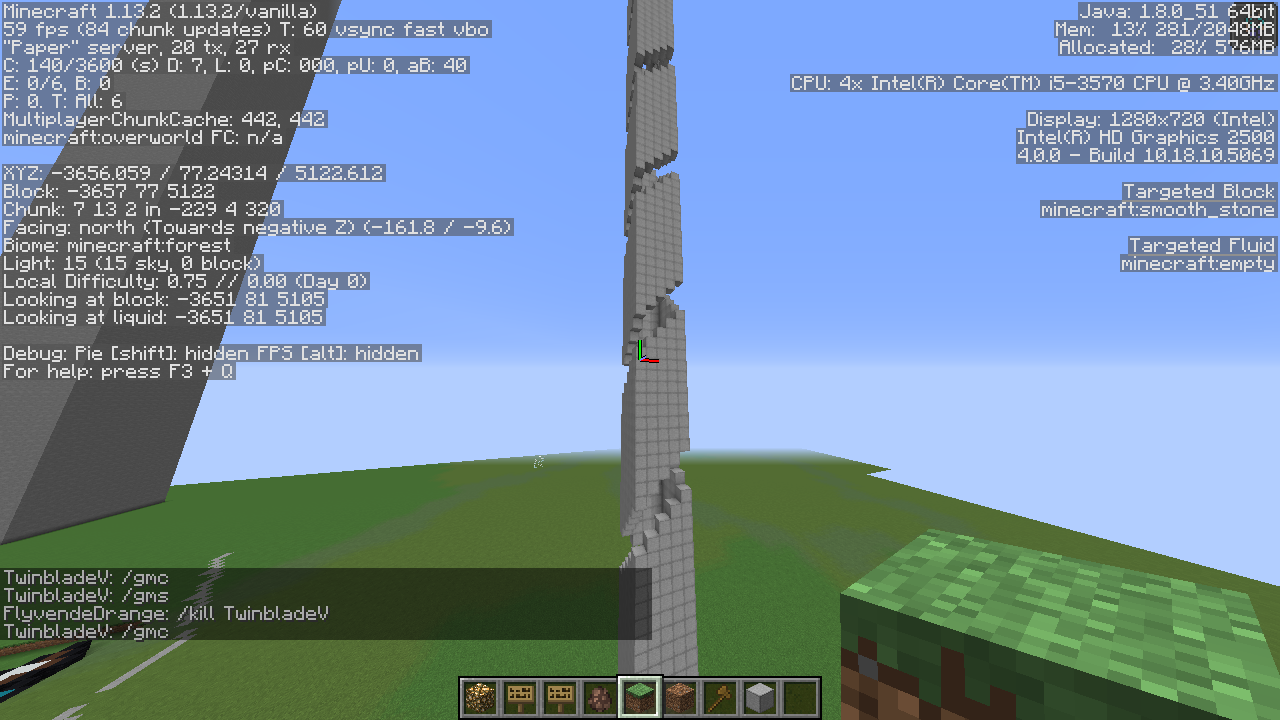 Minecraft 1.13.2 (1.13.2/vanilla)
59 fps (84 chunk updates) T: 60 vsync fast vbo
"Paper" server, 20 tx, 27 rx
C: 140/3600 (s) D: 7, L: 0, pC: 000, pU: 0, aB: 40
E: 0/6, B: 0
P: 0. T: All: 6
MultiplayerChunkCache: 442, 442
minecraft:overworld FC: n/a
XYZ: -3656.059 / 77.24314 / 5122.612
Block: -3657 77 5122
Chunk: 7 13 2 in -229 4 320
Facing: north (Towards negative Z) (-161.8 / -9.6)
Biome: minecraft:forest
Light: 15 (15 sky, 0 block)
Local Difficulty: 0.75 // 0.00 (Day 0)
Looking at block: -3651 81 5105
Looking at liquid: -3651 81 5105
Debug: Pie [shift]: hidden FPS [alt]: hidden
For help: press F3 + Q
Java: 1.8.0_51 64bit
Mem: 13% 281/2048MB
Allocated: 28% 576MB
CPU: 4x Intel(R) Core(TM) i5-3570 CPU @ 3.40GHz
Display: 1280x720 (Intel)
Intel(R) HD Graphics 2500
4.0.0 - Build 10.18.10.5069
Targeted Block
minecraft:smooth_stone
Targeted Fluid
minecraft:empty
TwinbladeV: /gmc
TwinbladeV: /gms
FlyvendeDrange: /kill TwinbladeV
TwinbladeV: /gmc